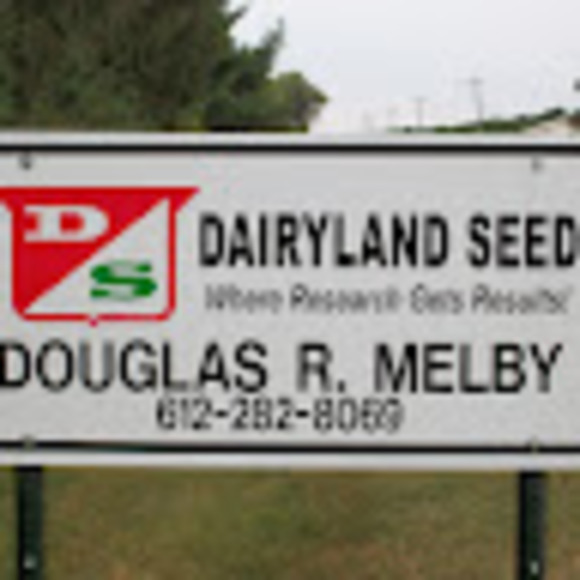 D
S
DAIRYLAND SEED
Where Research Gets Results!
DOUGLAS R. MELBY
612-282-8069